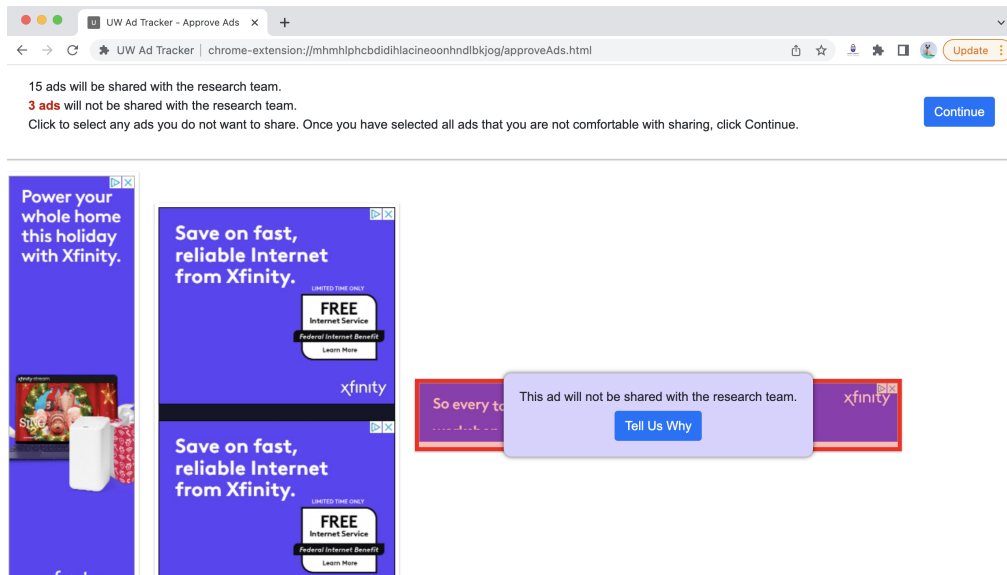 U UW Ad Tracker - Approve Ads
UW Ad Tracker | chrome-extension://mhmhlphcbdidihlacineoonhndlbkjog/approveAds.html
Update
15 ads will be shared with the research team.
3 ads will not be shared with the research team.
Click to select any ads you do not want to share. Once you have selected all ads that you are not comfortable with sharing, click Continue.
Continue
Power your
whole home
this holiday
with Xfinity.
xfinity stream
SING
Save on fast,
reliable Internet
from Xfinity.
LIMITED TIME ONLY
FREE
Internet Service
Federal Internet Benefit
Learn More
xfinity
Save on fast,
reliable Internet
from Xfinity.
LIMITED TIME ONLY
FREE
Internet Service
Federal Internet Benefit
Learn More
So every
xfinity
This ad will not be shared with the research team.
Tell Us Why